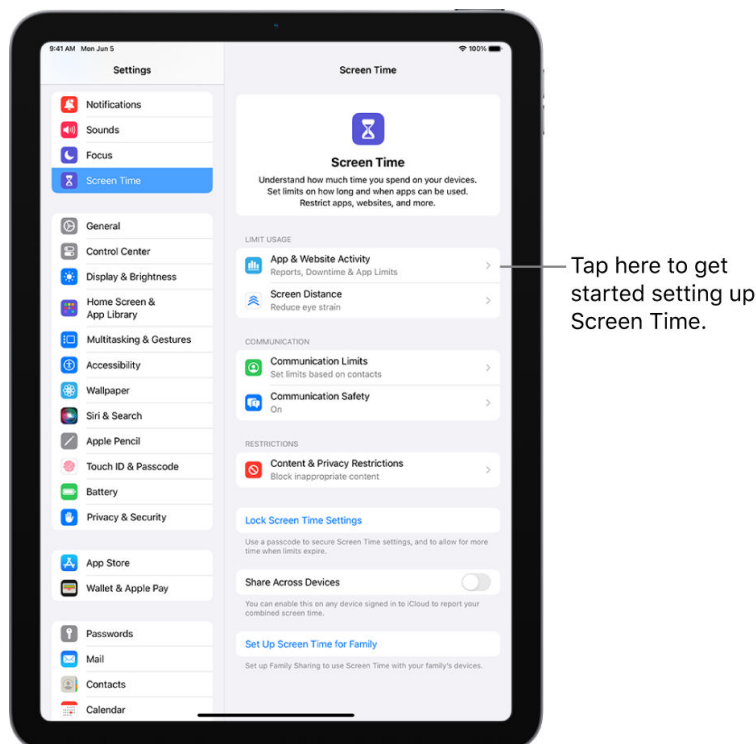 9:41 AM Mon Jun 5
100%
Settings
Notifications
Sounds
Focus
Screen Time
General
Control Center
Display & Brightness
Home Screen &
App Library
Multitasking & Gestures
Accessibility
Wallpaper
Siri & Search
Apple Pencil
Touch ID & Passcode
Battery
Privacy & Security
App Store
Wallet & Apple Pay
Passwords
Mail
Contacts
Calendar
Screen Time
Screen Time
Understand how much time you spend on your devices.
Set limits on how long and when apps can be used.
Restrict apps, websites, and more.
LIMIT USAGE
App & Website Activity
Reports, Downtime & App Limits
Screen Distance
Reduce eye strain
COMMUNICATION
Communication Limits
Set limits based on contacts
Communication Safety
On
RESTRICTIONS
Content & Privacy Restrictions
Block inappropriate content
Lock Screen Time Settings
Use a passcode to secure Screen Time settings, and to allow for more
time when limits expire.
Share Across Devices
You can enable this on any device signed in to iCloud to report your
combined screen time.
Set Up Screen Time for Family
Set up Family Sharing to use Screen Time with your family's devices.
Tap here to get
started setting up
Screen Time.